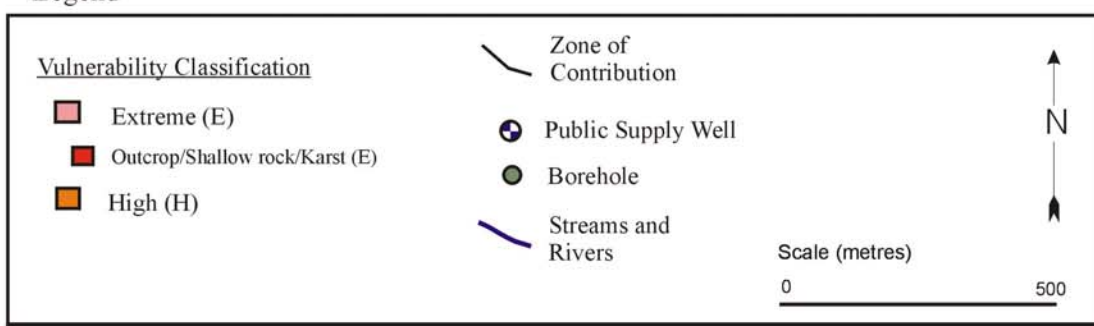 Vulnerability Classification
Extreme (E)
Outcrop/Shallow rock/Karst (E)
High (H)
Zone of
Contribution
Public Supply Well
Borehole
Streams and
Rivers
N
Scale (metres)
0 500